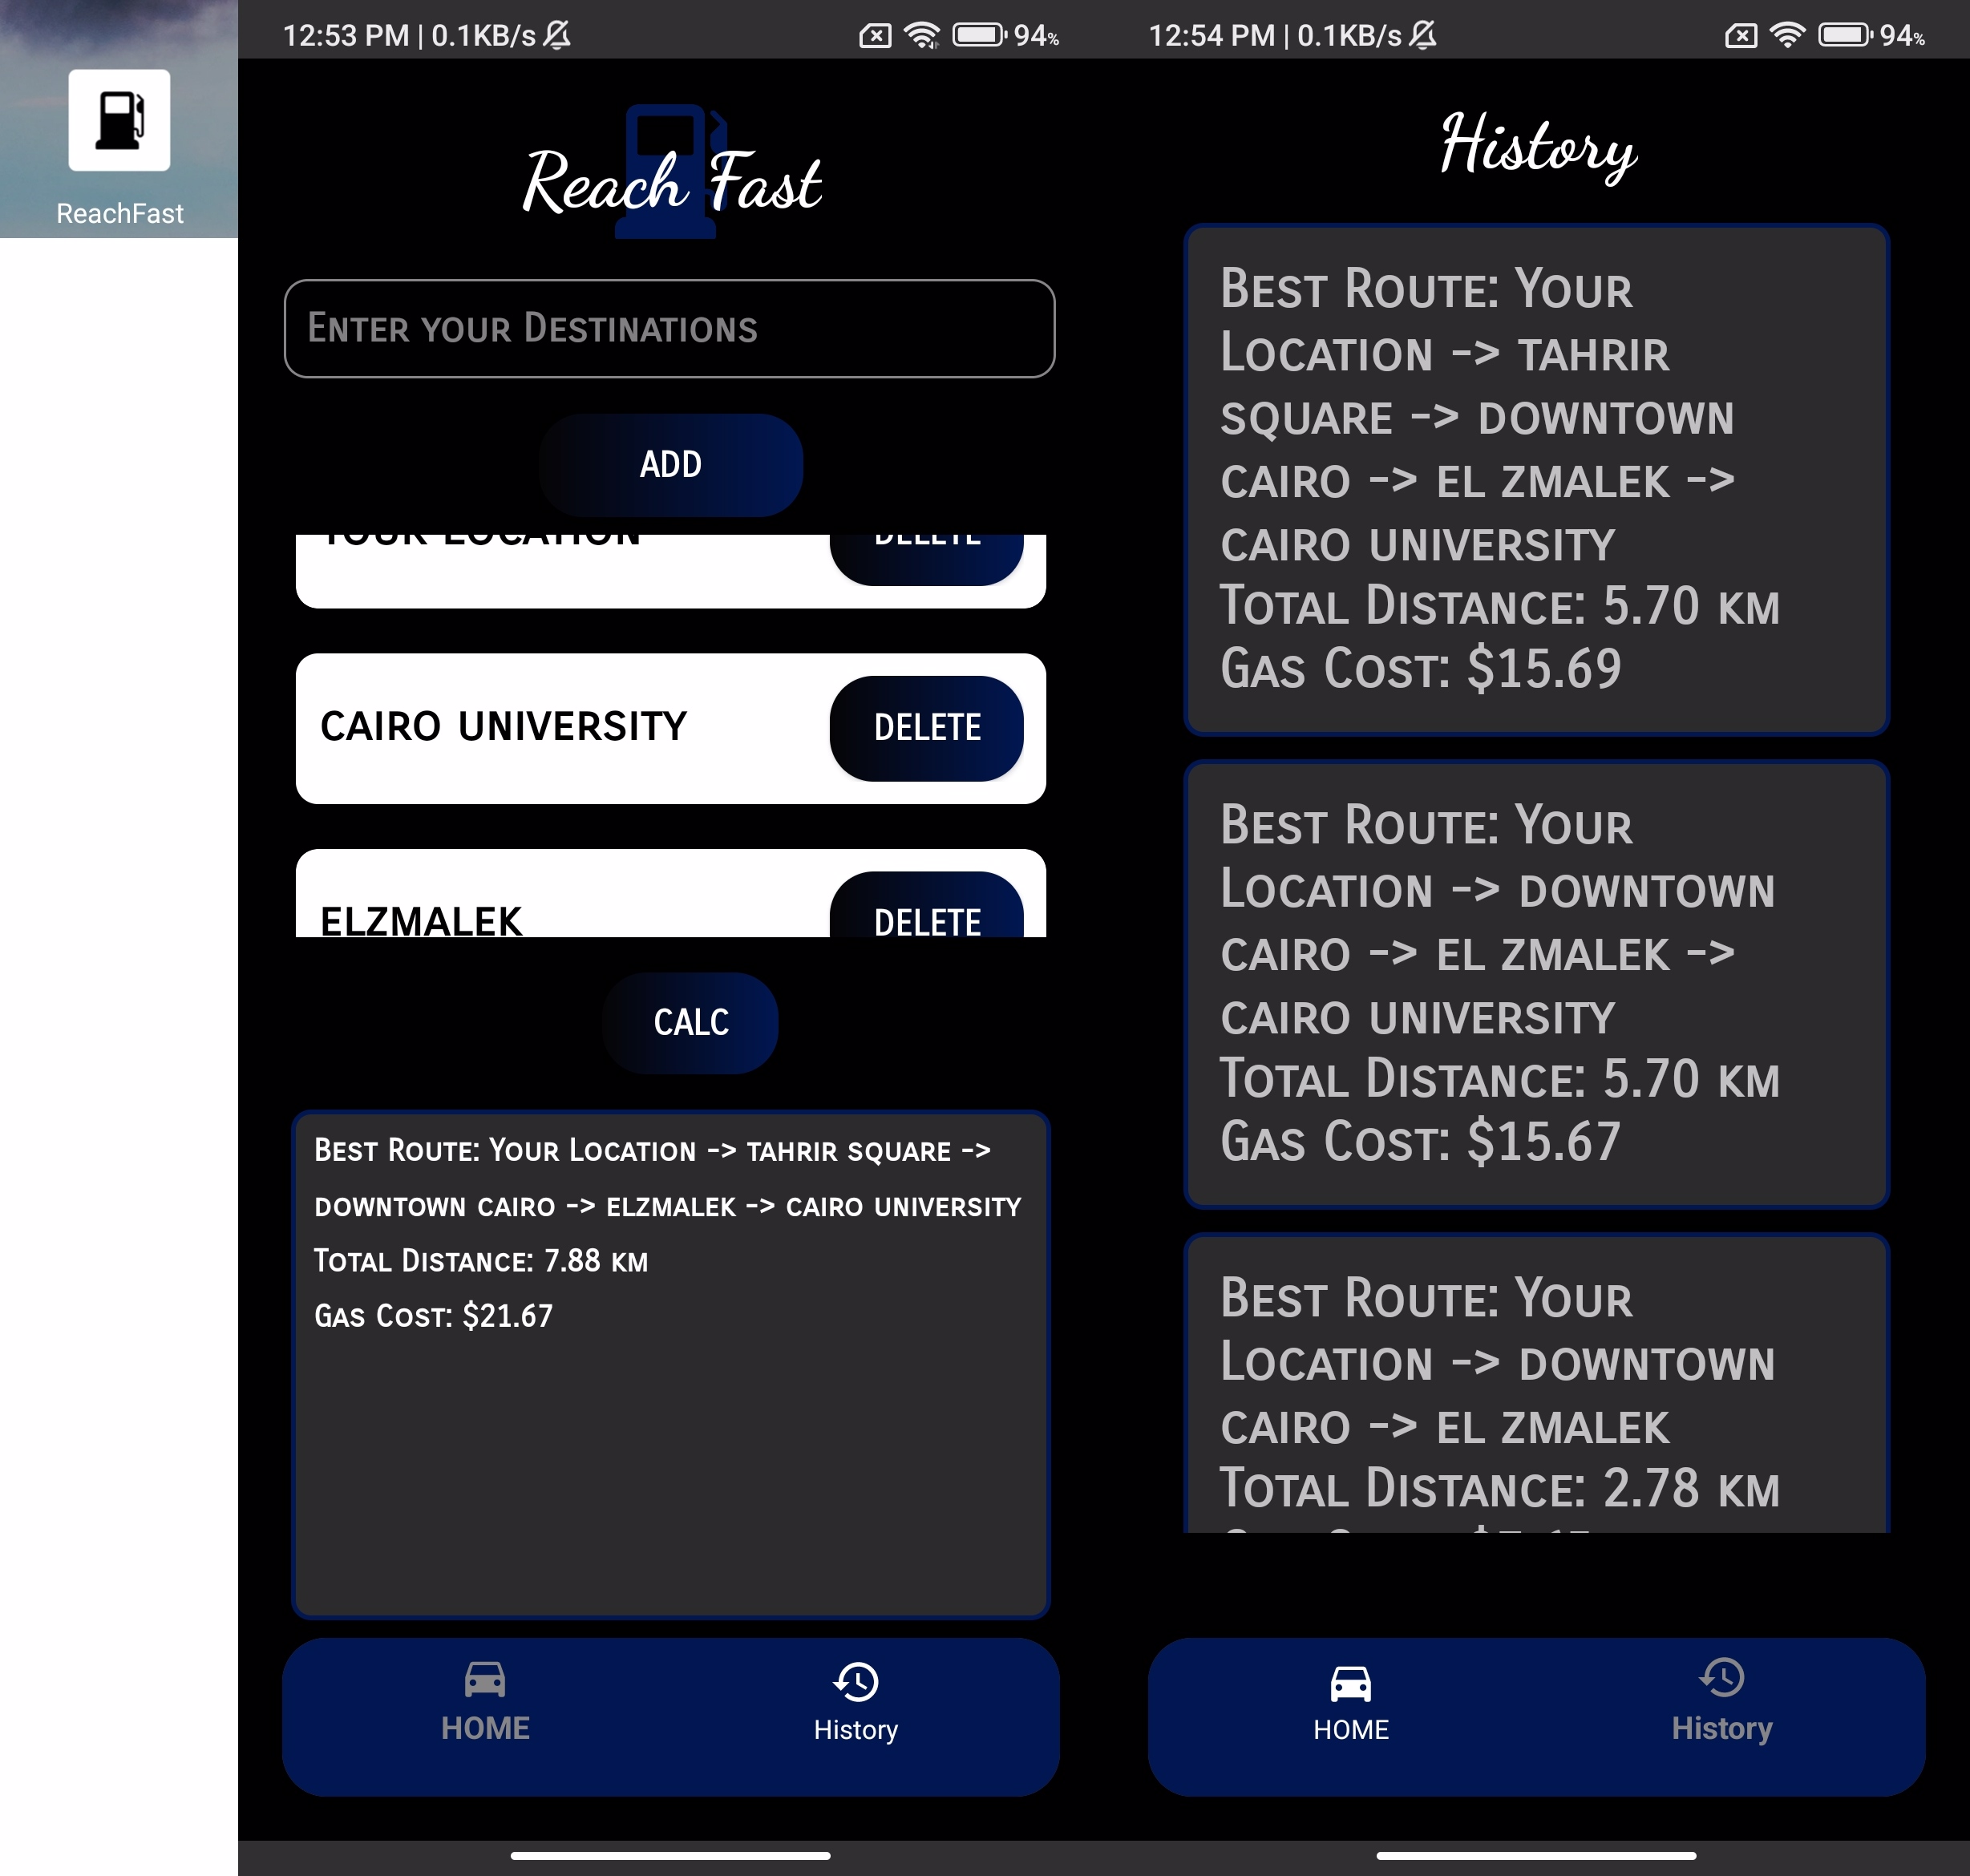 ReachFast
12:53 PM | 0.1KB/s
94%
Reach Fast
Enter your Destinations
ADD
YOUR LOCATION
DELETE
CAIRO UNIVERSITY
DELETE
ELZMALEK
DELETE
CALC
Best Route: Your Location -> tahrir square ->
downtown cairo -> elzmalek -> cairo university
Total Distance: 7.88 km
Gas Cost: $21.67
HOME
History
12:54 PM | 0.1KB/s
94%
History
Best Route: Your
Location -> tahrir
square -> downtown
cairo -> el zmalek ->
cairo university
Total Distance: 5.70 km
Gas Cost: $15.69
Best Route: Your
Location -> downtown
cairo -> el zmalek ->
cairo university
Total Distance: 5.70 km
Gas Cost: $15.67
Best Route: Your
Location -> downtown
cairo -> el zmalek
Total Distance: 2.78 km
HOME
History